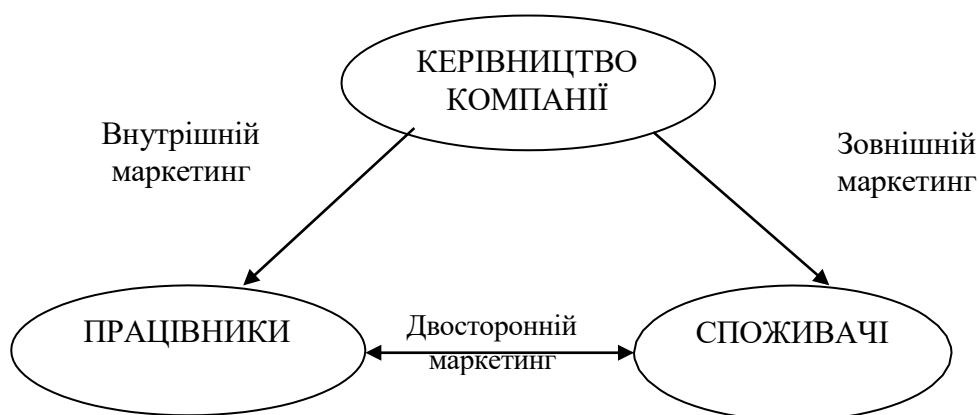 КЕРІВНИЦТВО
КОМПАНІЇ
Внутрішній
маркетинг
Зовнішній
маркетинг
ПРАЦІВНИКИ
Двосторонній
маркетинг
СПОЖИВАЧІ